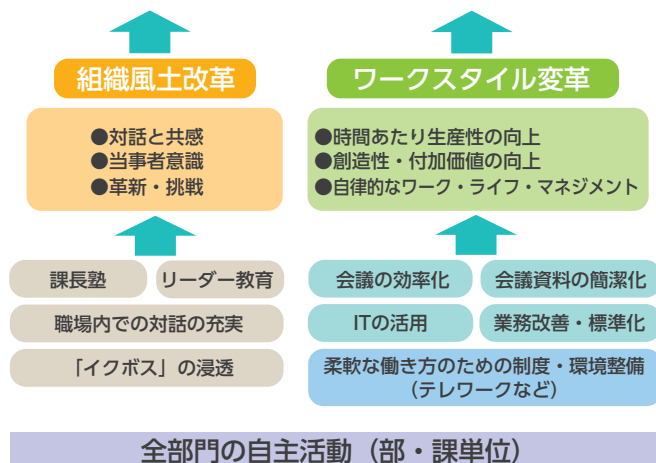 組織風土改革
●対話と共感
●当事者意識
●革新・挑戦
課長塾
リーダー教育
職場内での対話の充実
「イクボス」の浸透
ワークスタイル変革
●時間あたり生産性の向上
●創造性・付加価値の向上
●自律的なワーク・ライフ・マネジメント
会議の効率化
会議資料の簡潔化
ITの活用
業務改善・標準化
柔軟な働き方のための制度・環境整備
（テレワークなど）
全部門の自主活動（部・課単位）